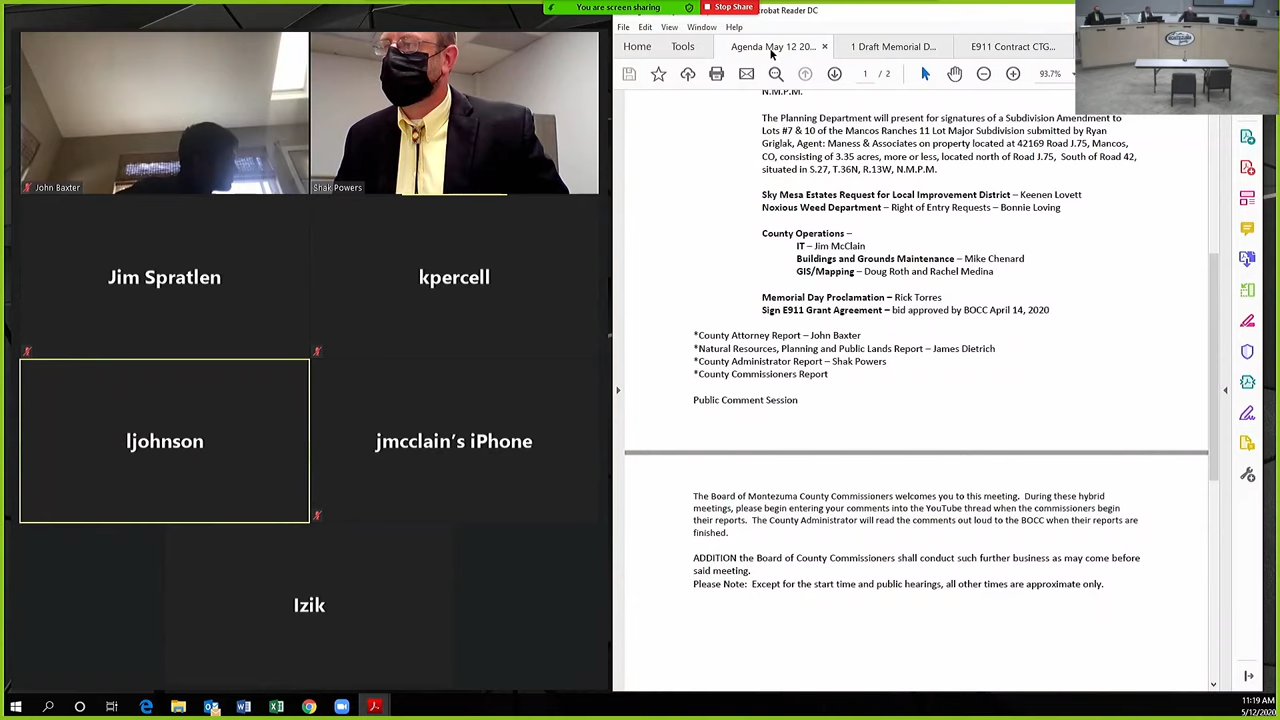 You are screen sharing
Stop Share
robat Reader DC
File Edit View Window Help
Home Tools Agenda May 12 20... × 1 Draft Memorial D... E911 Contract CTG...
1 / 2 93.7%
N.M.P.M.
The Planning Department will present for signatures of a Subdivision Amendment to
Lots #7 & 10 of the Mancos Ranches 11 Lot Major Subdivision submitted by Ryan
Griglak, Agent: Maness & Associates on property located at 42169 Road J.75, Mancos,
CO, consisting of 3.35 acres, more or less, located north of Road J.75, South of Road 42,
situated in S.27, T.36N, R.13W, N.M.P.M.
Sky Mesa Estates Request for Local Improvement District – Keenen Lovett
Noxious Weed Department – Right of Entry Requests – Bonnie Loving
County Operations –
IT – Jim McClain
Buildings and Grounds Maintenance – Mike Chenard
GIS/Mapping – Doug Roth and Rachel Medina
Memorial Day Proclamation – Rick Torres
Sign E911 Grant Agreement – bid approved by BOCC April 14, 2020
*County Attorney Report – John Baxter
*Natural Resources, Planning and Public Lands Report – James Dietrich
*County Administrator Report – Shak Powers
*County Commissioners Report
Public Comment Session
The Board of Montezuma County Commissioners welcomes you to this meeting. During these hybrid
meetings, please begin entering your comments into the YouTube thread when the commissioners begin
their reports. The County Administrator will read the comments out loud to the BOCC when their reports are
finished.
ADDITION the Board of County Commissioners shall conduct such further business as may come before
said meeting.
Please Note: Except for the start time and public hearings, all other times are approximate only.
John Baxter
Shak Powers
Jim Spratlen
kpercell
ljohnson
jmcclain's iPhone
Izik
11:19 AM
5/12/2020